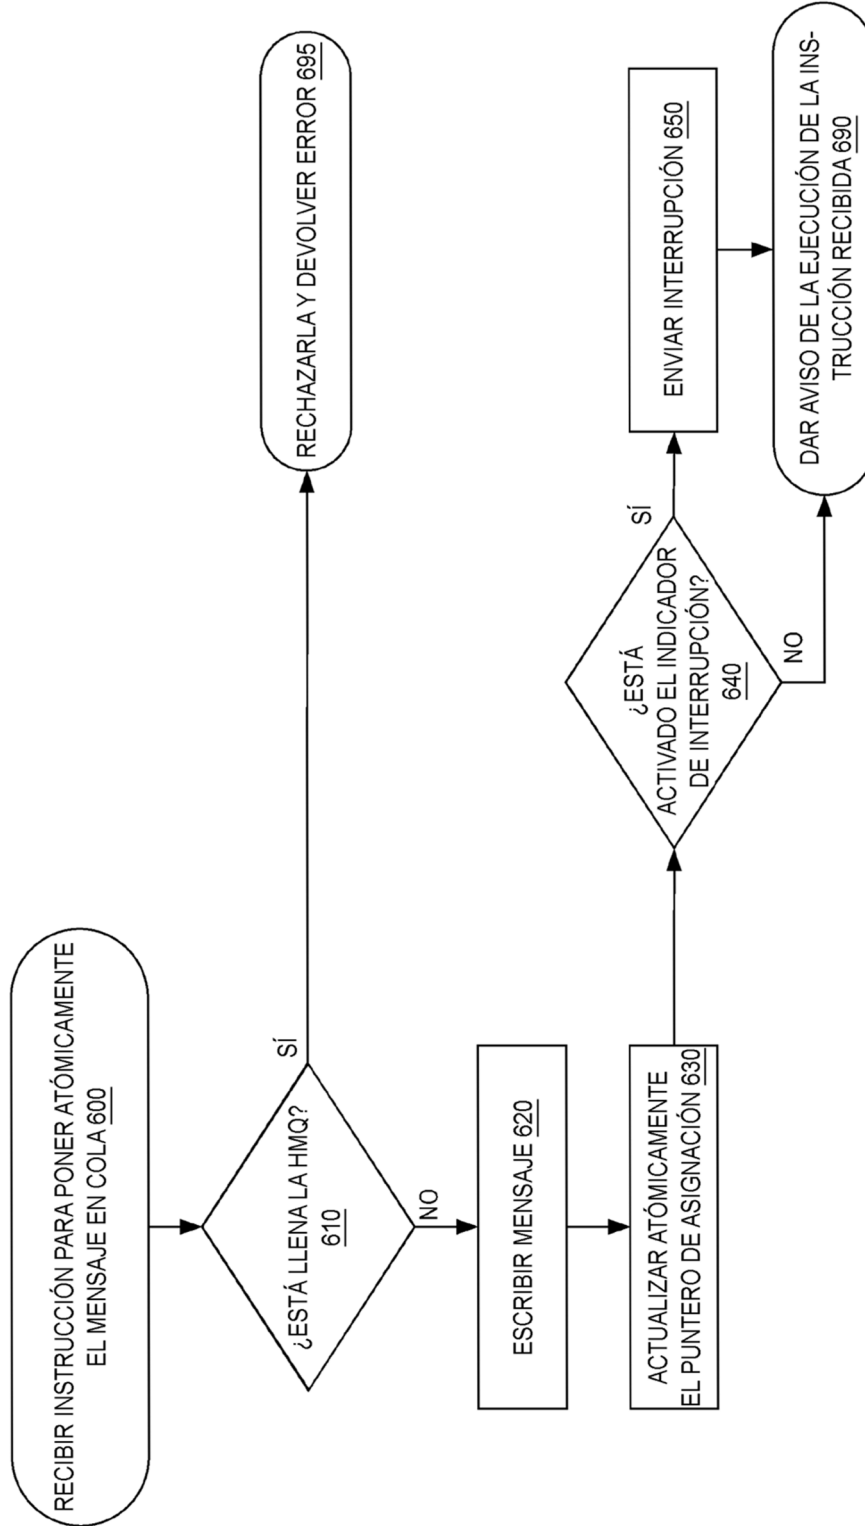 RECIBIR INSTRUCCIÓN PARA PONER ATÓMICAMENTE
EL MENSAJE EN COLA 600
¿ESTÁ LLENA LA HMQ?
610
SÍ
RECHAZARLA Y DEVOLVER ERROR 695
NO
ESCRIBIR MENSAJE 620
ACTUALIZAR ATÓMICAMENTE
EL PUNTERO DE ASIGNACIÓN 630
¿ESTÁ
ACTIVADO EL INDICADOR
DE INTERRUPCIÓN?
640
SÍ
ENVIAR INTERRUPCIÓN 650
NO
DAR AVISO DE LA EJECUCIÓN DE LA INS-
TRUCCIÓN RECIBIDA 690